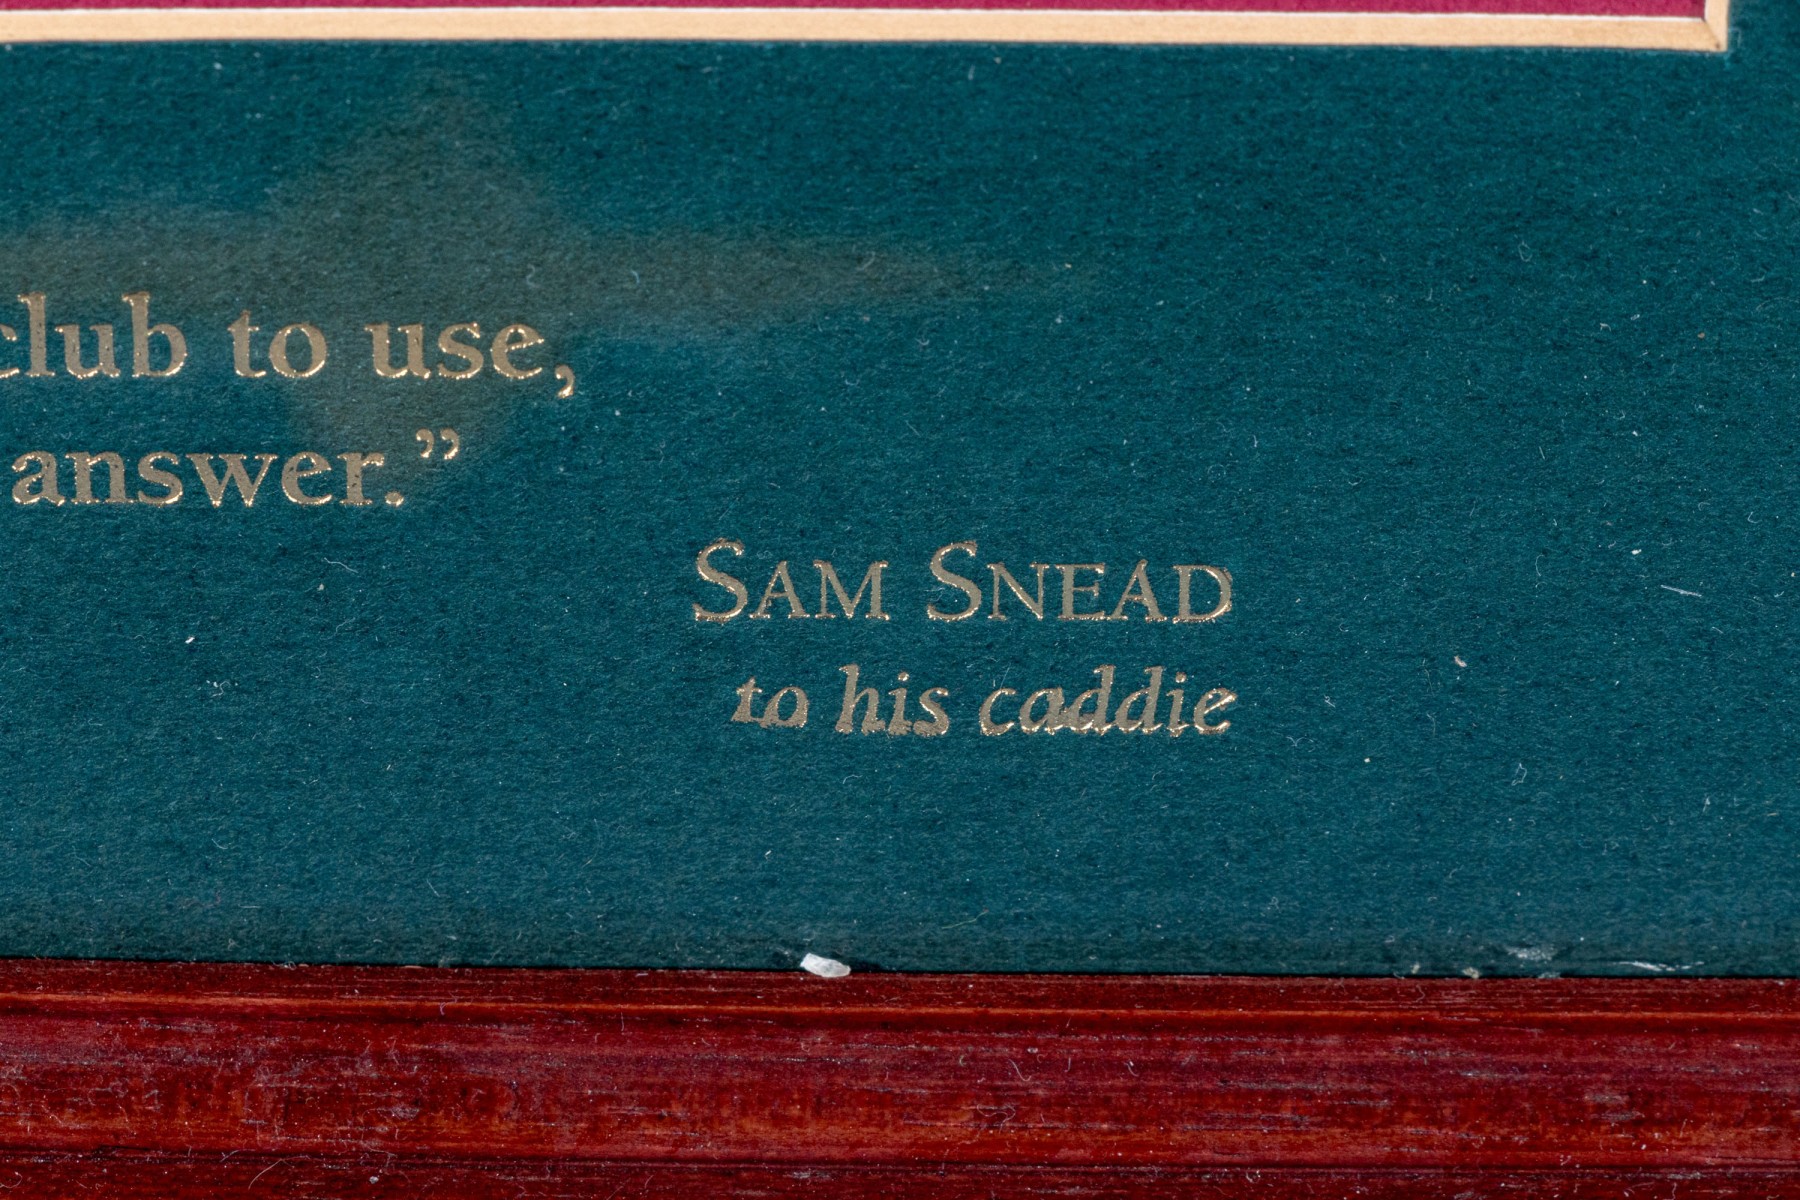 club to use,
answer.”
SAM SNEAD
to his caddie